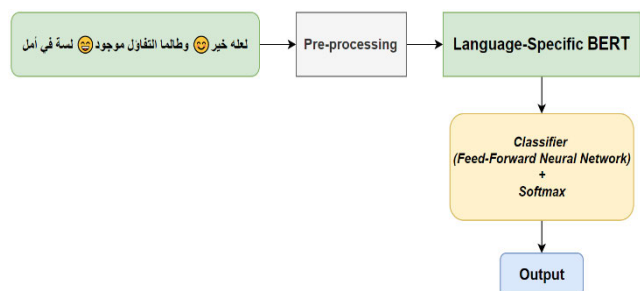 لعله خير 😊 وطالما التفاؤل موجود 😄 لسة في أمل
Pre-processing
Language-Specific BERT
Classifier
(Feed-Forward Neural Network)
+
Softmax
Output